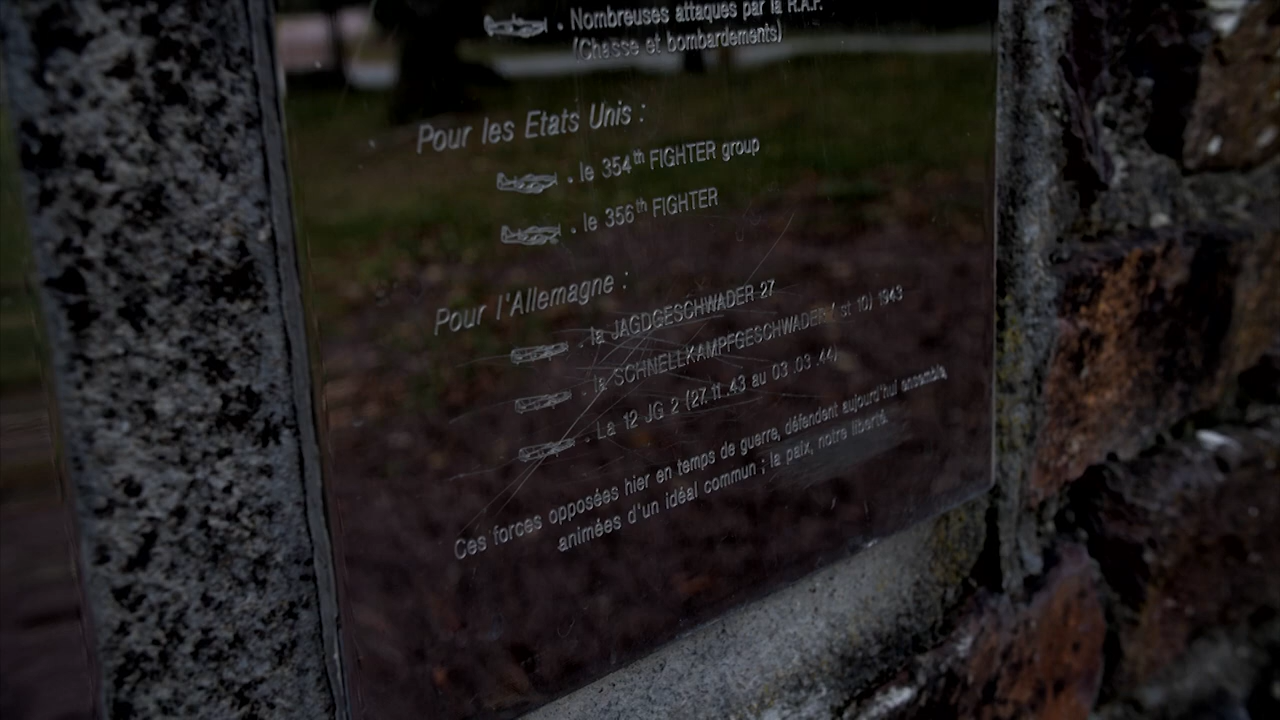 . Nombreuses attaques par la R.A.F.
(Chasse et bombardements)
Pour les Etats Unis :
. le 354th FIGHTER group
. le 356th FIGHTER
Pour l'Allemagne :
. la JAGDGESCHWADER 27
. la SCHNELLKAMPFGESCHWADER ( st 10) 1943
. La 12 JG 2 (27.11.43 au 03.03.44)
Ces forces opposées hier en temps de guerre, défendent aujourd'hui ensemble
animées d'un idéal commun ; la paix, notre liberté